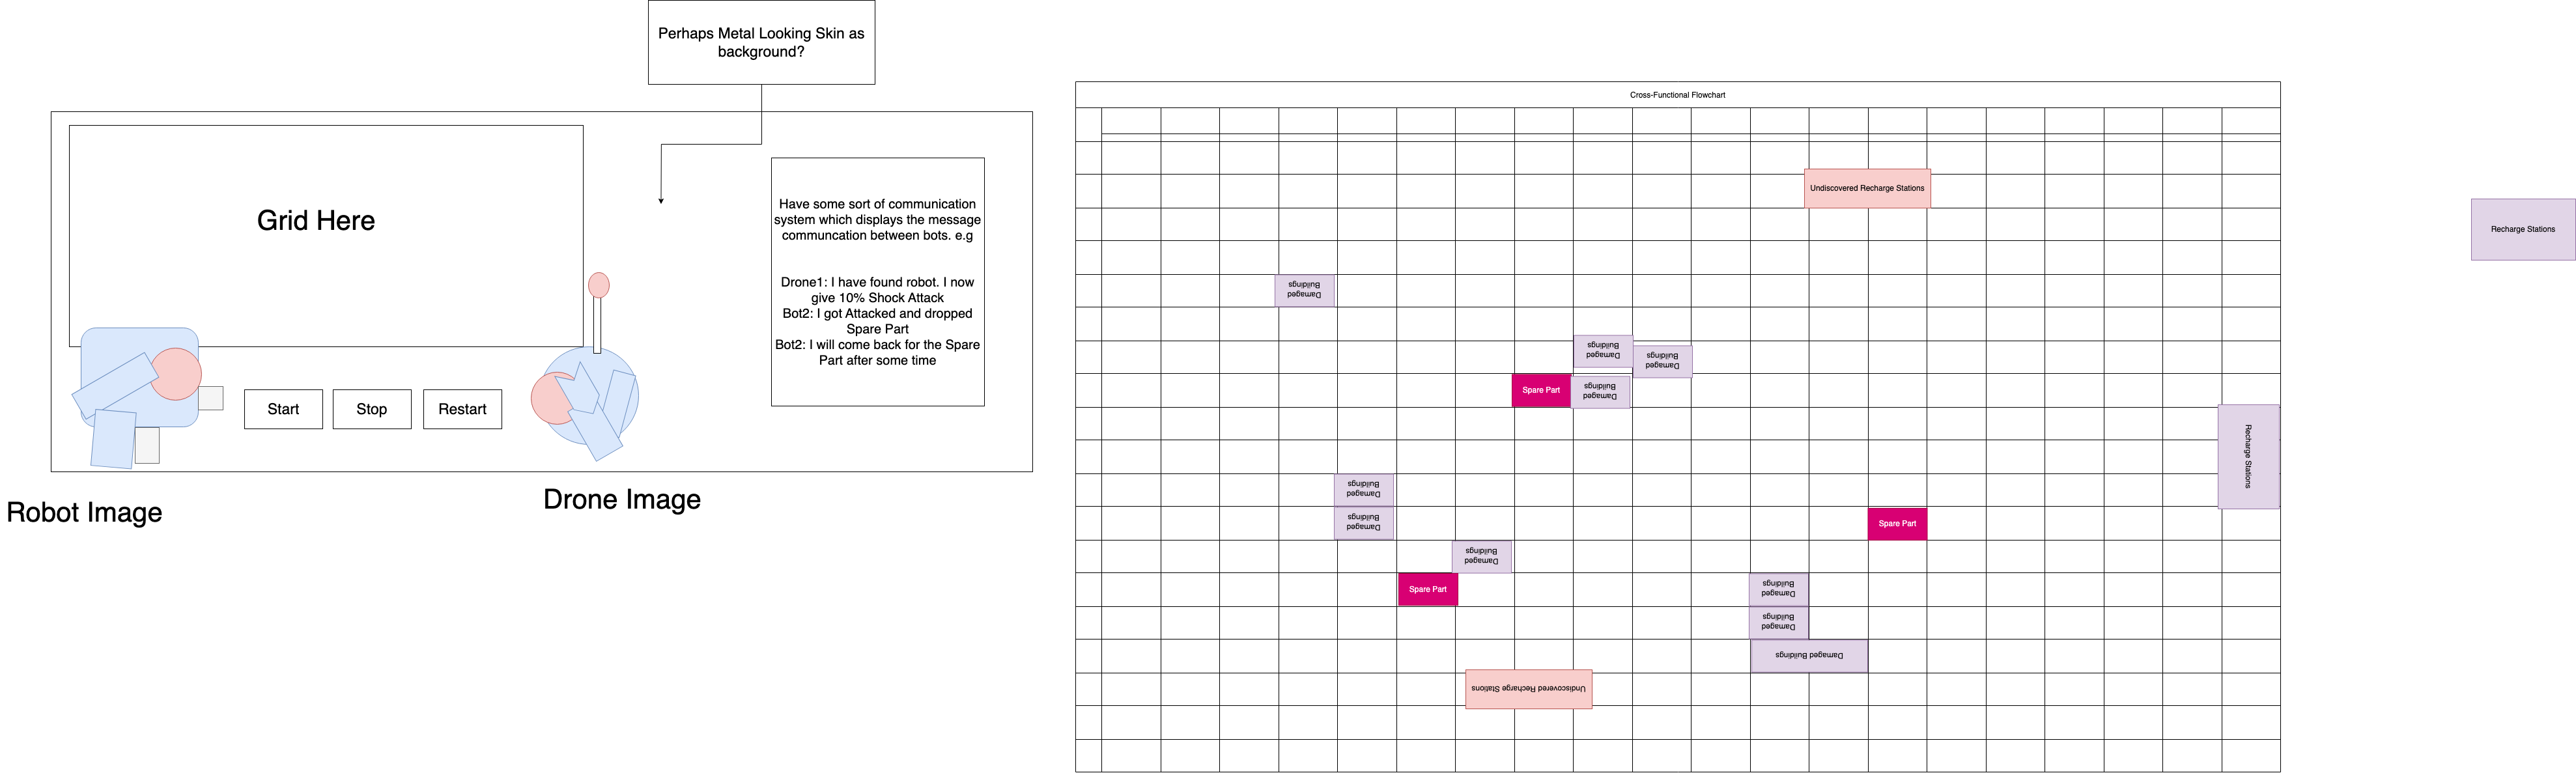 Perhaps Metal Looking Skin as
background?
Grid Here
Have some sort of communication
system which displays the message
communcation between bots. e.g
Drone1: I have found robot. I now
give 10% Shock Attack
Bot2: I got Attacked and dropped
Spare Part
Bot2: I will come back for the Spare
Part after some time
Start
Stop
Restart
Robot Image
Drone Image
Cross-Functional Flowchart
Undiscovered Recharge Stations
Recharge Stations
Damaged
Buildings
Damaged
Buildings
Damaged
Buildings
Spare Part
Damaged
Buildings
Recharge Stations
Damaged
Buildings
Damaged
Buildings
Spare Part
Damaged
Buildings
Spare Part
Damaged
Buildings
Damaged
Buildings
Damaged Buildings
Undiscovered Recharge Stations